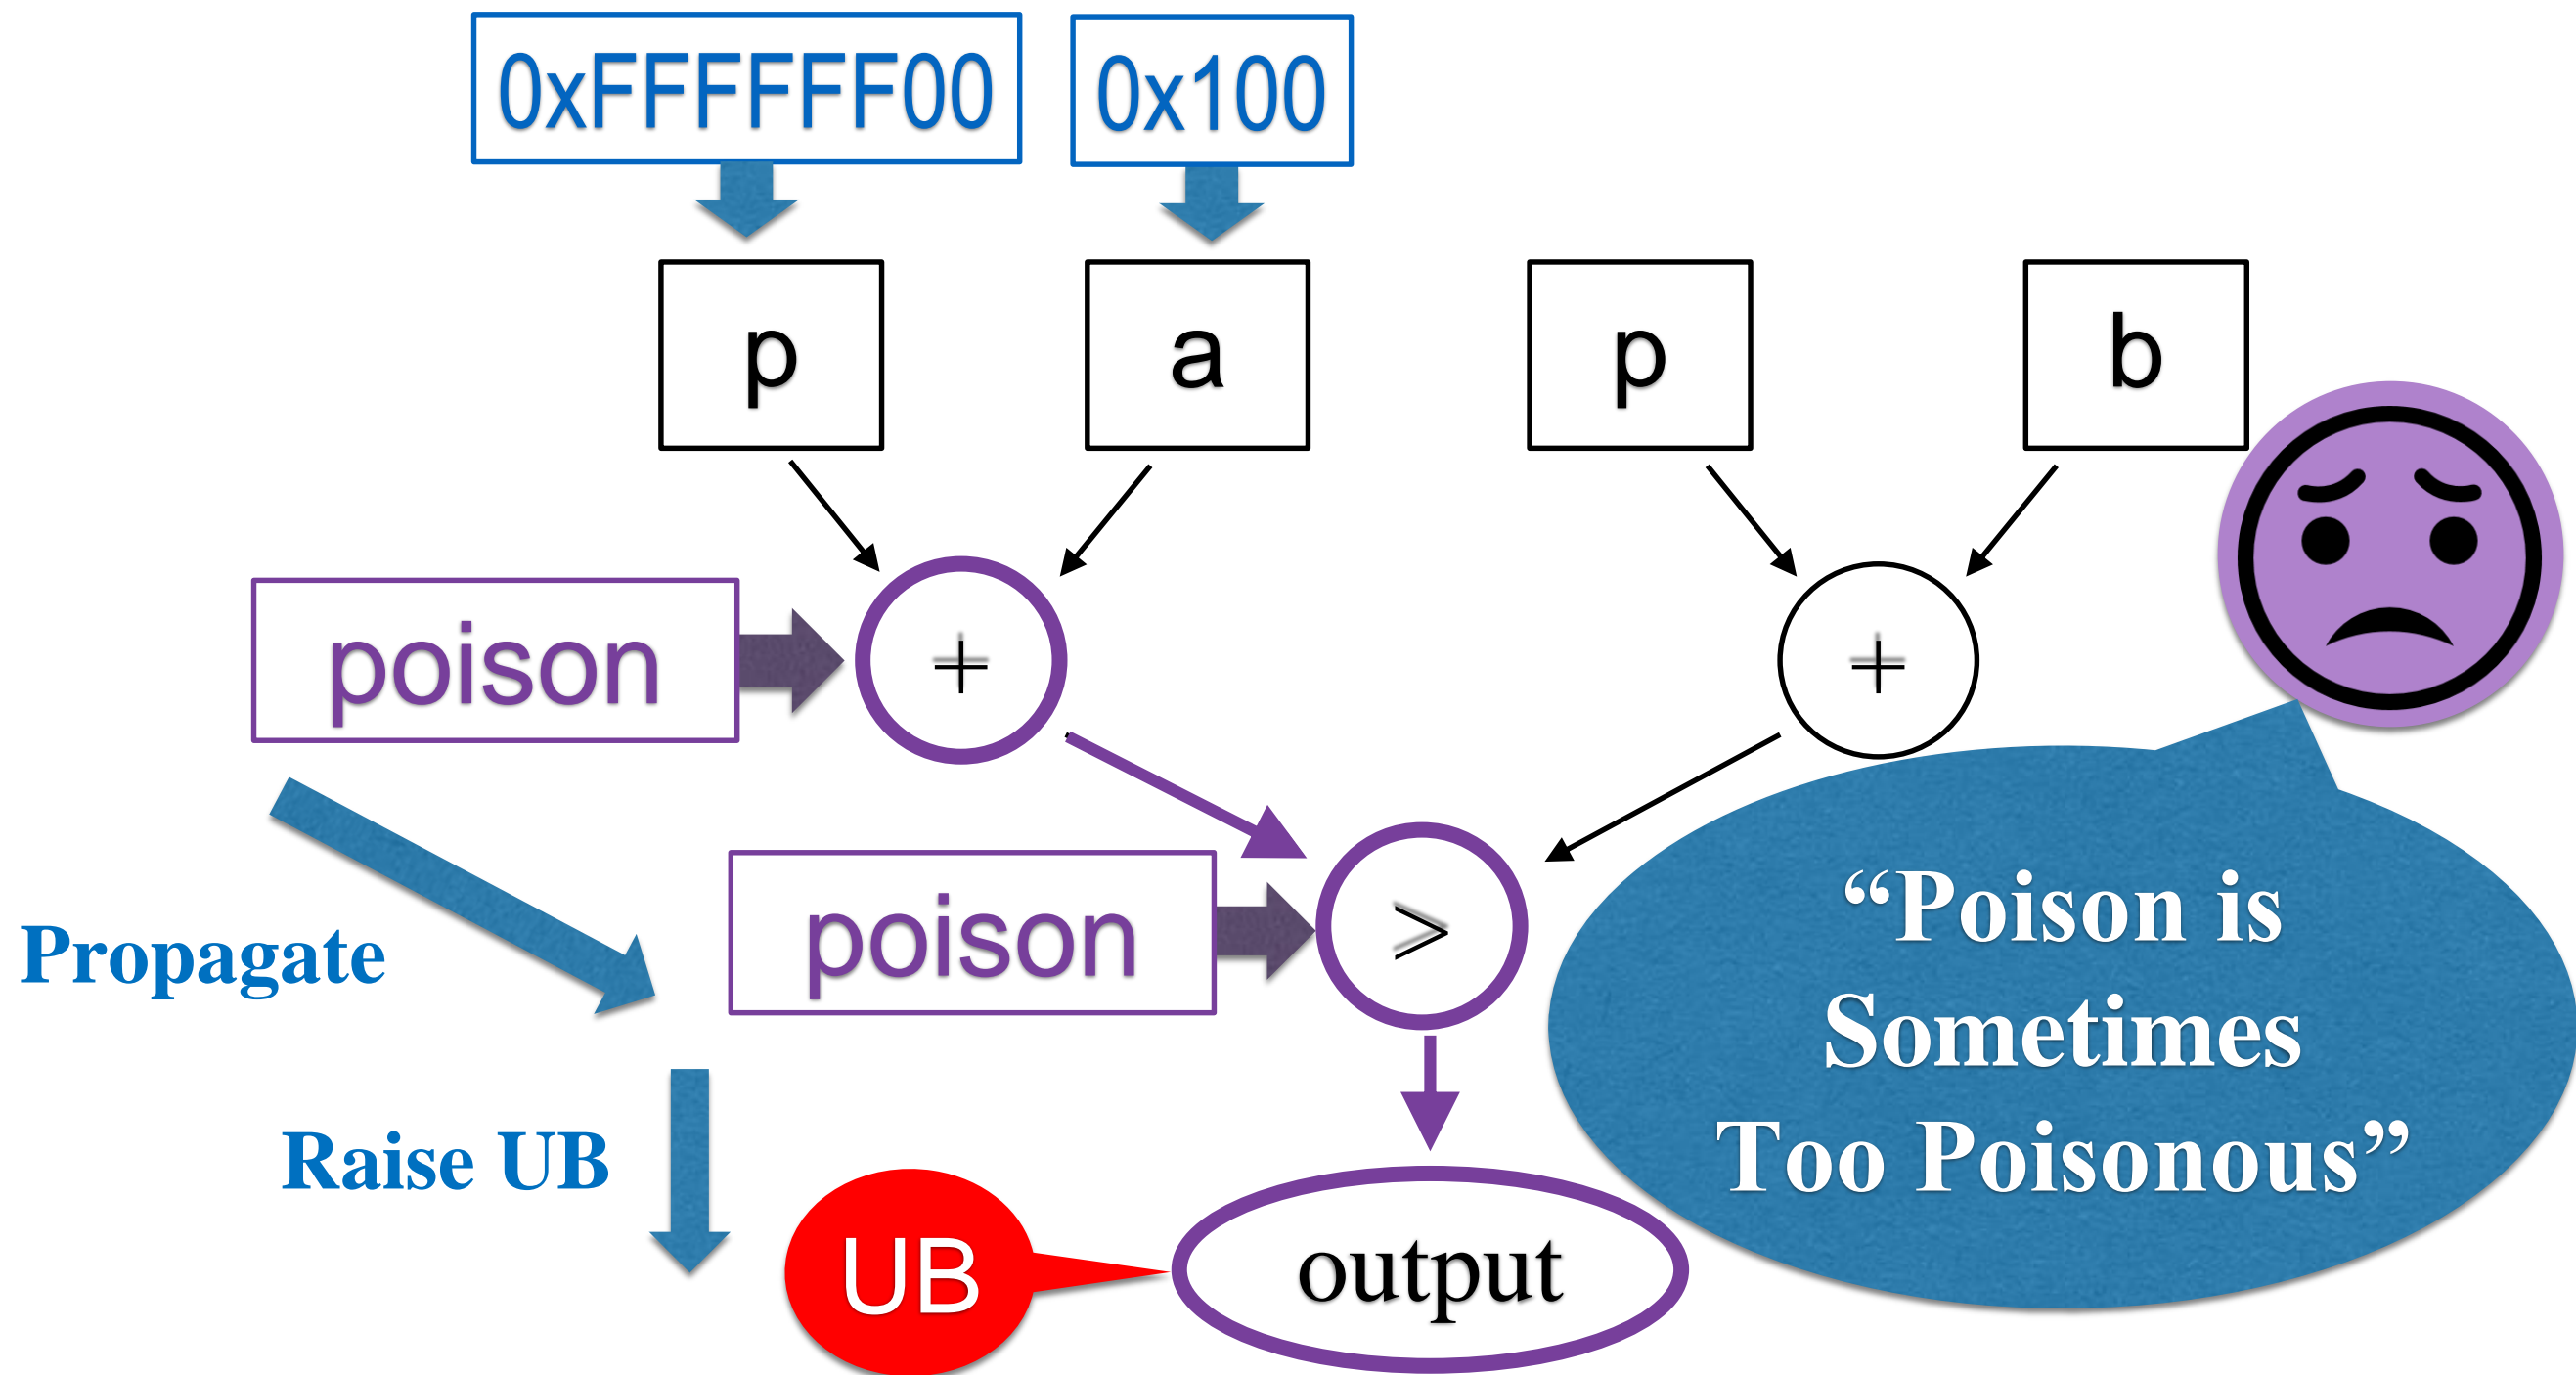 0xFFFFFF00 0x100
p a p b
+ +
poison
poison >
Propagate
Raise UB
UB output
“Poison is
Sometimes
Too Poisonous”